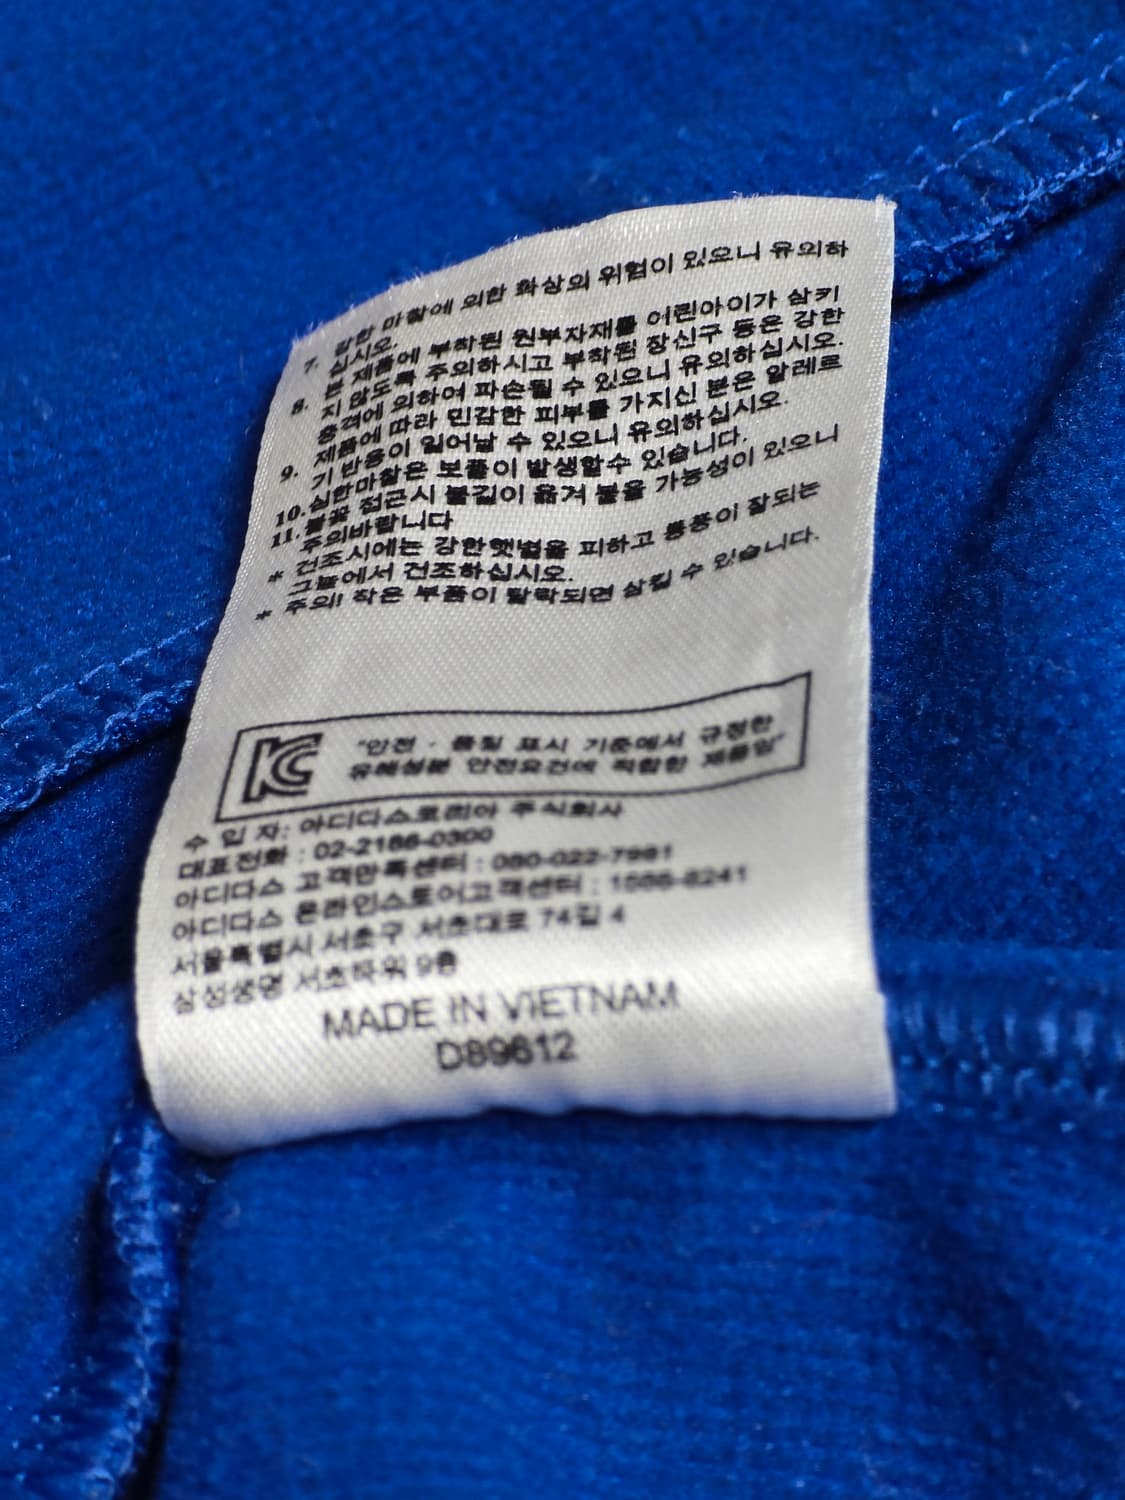 7. 강한 마찰에 의한 화상의 위험이 있으니 유의하
십시오.
8. 본 제품에 부착된 원부자재를 어린아이가 삼키
지 않도록 주의하시고 부착된 장신구 등은 강한
충격에 의하여 파손될 수 있으니 유의하십시오.
9. 제품에 따라 민감한 피부를 가지신 분은 알레르
기 반응이 일어날 수 있으니 유의하십시오.
10.심한마찰은 보풀이 발생할수 있습니다.
11.불꽃 접근시 불길이 옮겨 붙을 가능성이 있으니
주의바랍니다
* 건조시에는 강한햇볕을 피하고 통풍이 잘되는
그늘에서 건조하십시오.
* 주의! 작은 부품이 탈락되면 삼킬 수 있습니다.
KC
"안전 · 품질 표시 기준에서 규정한
유해성분 안전요건에 적합한 제품임"
수 입 자: 아디다스코리아 주식회사
대표전화 : 02-2186-0300
아디다스 고객만족센터 : 080-022-7981
아디다스 온라인스토어고객센터 : 1588-8241
서울특별시 서초구 서초대로 74길 4
삼성생명 서초타워 9층
MADE IN VIETNAM
D89612